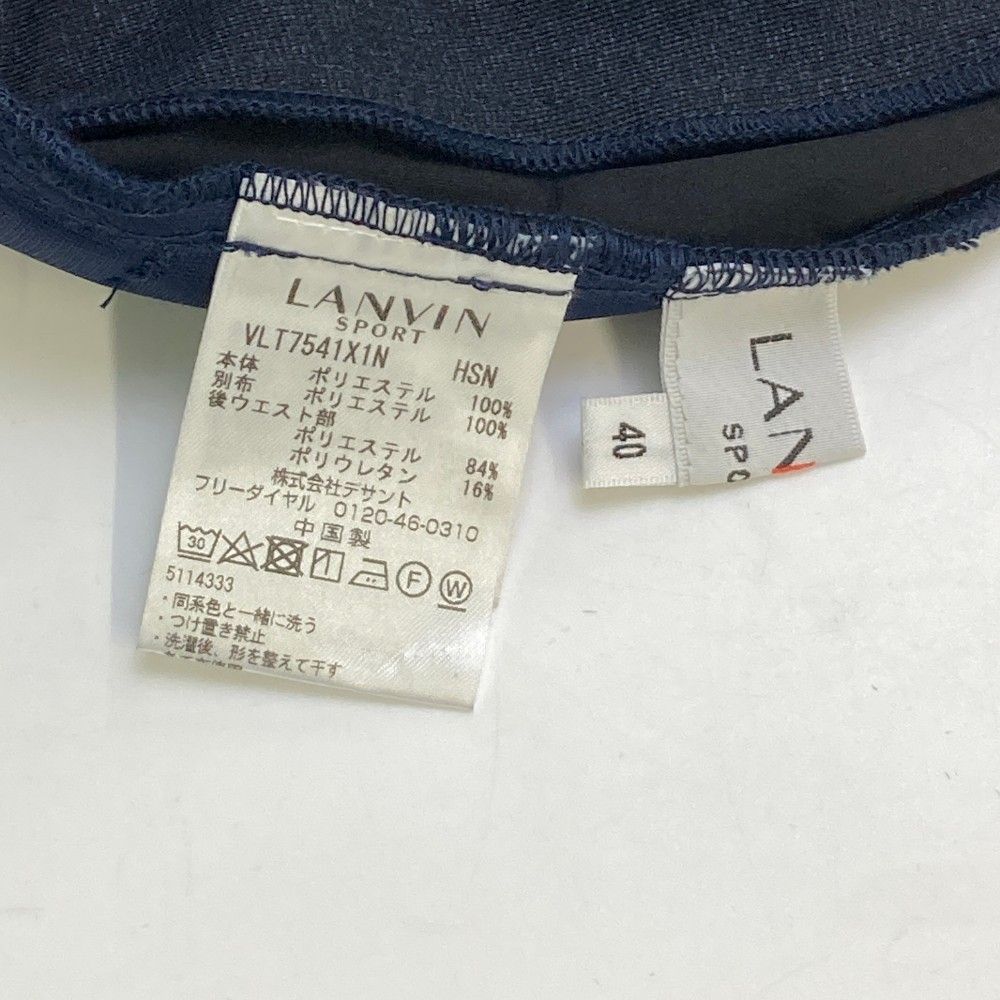 LANVIN
SPORT
VLT7541X1N HSN
本体 ポリエステル 100%
別布 ポリエステル 100%
後ウエスト部
ポリエステル 84%
ポリウレタン 16%
株式会社デサント
フリーダイヤル 0120-46-0310
中国製
30 F W
5114333
・同系色と一緒に洗う
・つけ置き禁止
・洗濯後、形を整えて干す
40
LAN
SPO